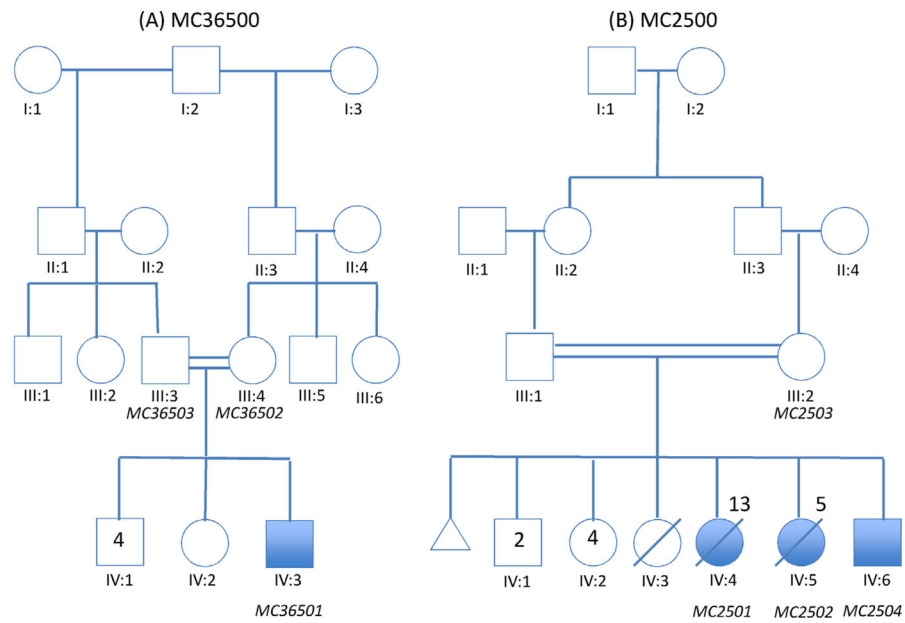 (A) MC36500
I:1 I:2 I:3
II:1 II:2 II:3 II:4
III:1 III:2 III:3 III:4 III:5 III:6
MC36503 MC36502
4
IV:1 IV:2 IV:3
MC36501
(B) MC2500
I:1 I:2
II:1 II:2 II:3 II:4
III:1 III:2
MC2503
13 5
2 4
IV:1 IV:2 IV:3 IV:4 IV:5 IV:6
MC2501 MC2502 MC2504